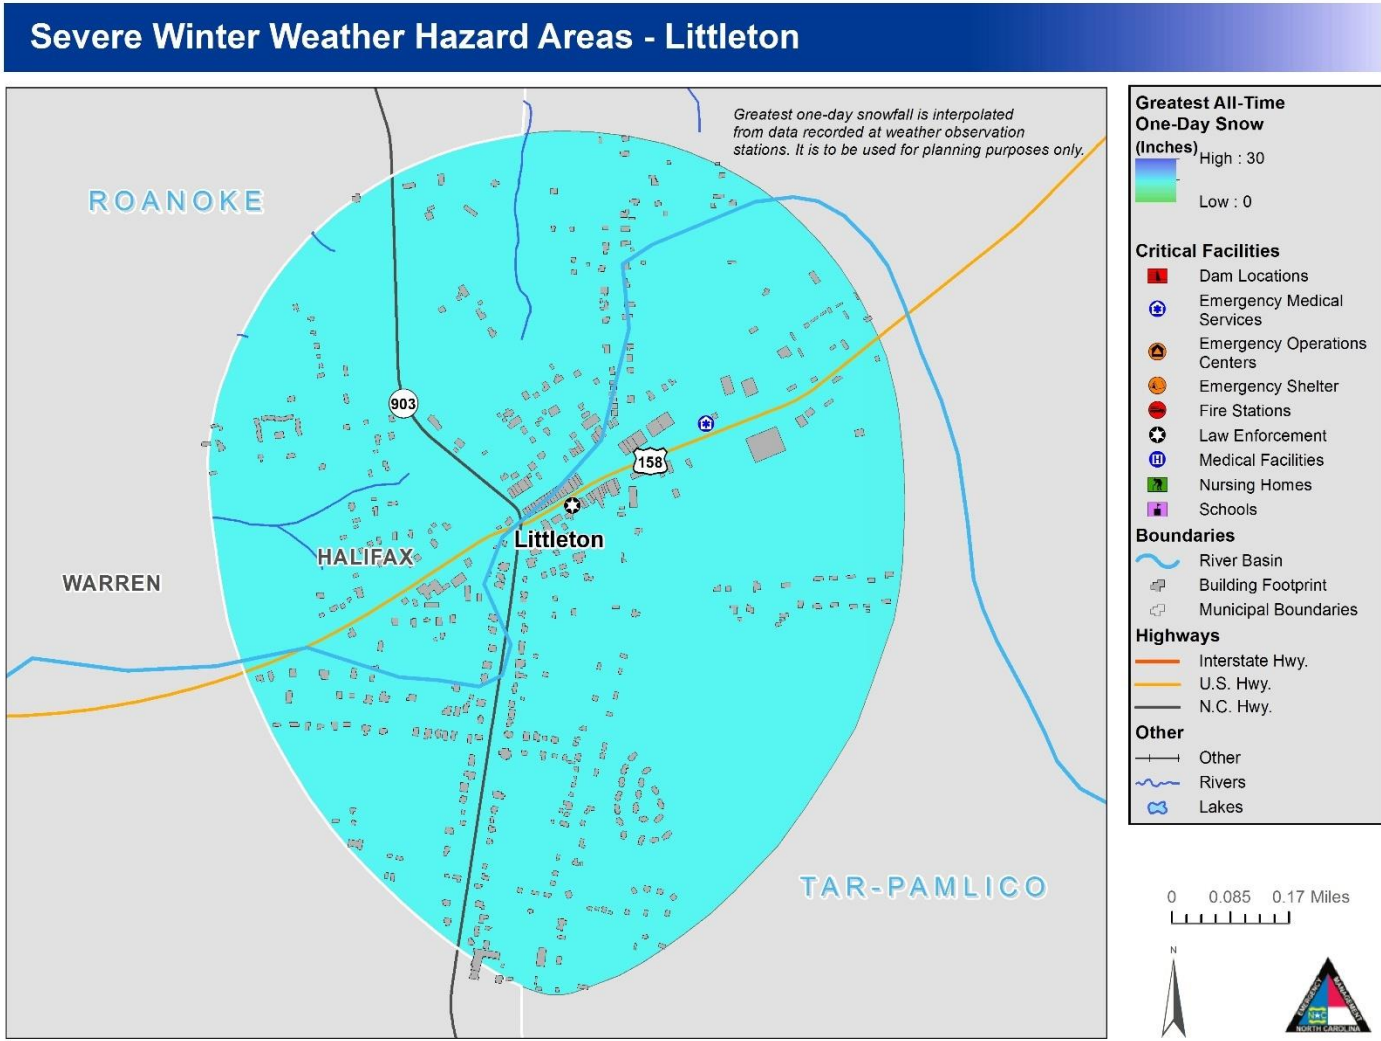 Severe Winter Weather Hazard Areas - Littleton
Greatest one-day snowfall is interpolated
from data recorded at weather observation
stations. It is to be used for planning purposes only.
ROANOKE
903
158
Littleton
HALIFAX
WARREN
TAR-PAMLICO
Greatest All-Time
One-Day Snow
(Inches)
High : 30
Low : 0
Critical Facilities
Dam Locations
Emergency Medical
Services
Emergency Operations
Centers
Emergency Shelter
Fire Stations
Law Enforcement
Medical Facilities
H
Nursing Homes
Schools
Boundaries
River Basin
Building Footprint
Municipal Boundaries
Highways
Interstate Hwy.
U.S. Hwy.
N.C. Hwy.
Other
Other
Rivers
Lakes
0 0.085 0.17 Miles
N
EMERGENCY
MANAGEMENT
NORTH CAROLINA